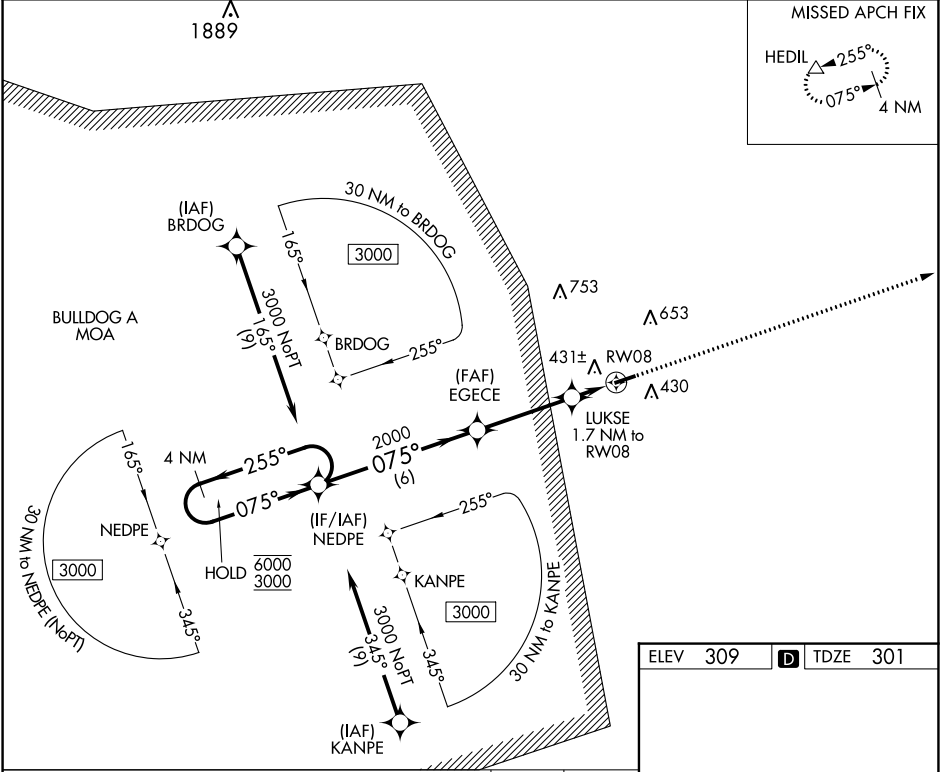 1889
MISSED APCH FIX
HEDIL
255°
075°
4 NM
(IAF)
BRDOG
30 NM to BRDOG
165°
3000
BRDOG
255°
3000 NoPT
165°
(9)
BULLDOG A
MOA
753
653
431± RW08
430
(FAF)
EGECE
LUKSE
1.7 NM to
RW08
2000
075°
(6)
4 NM
255°
075°
(IF/IAF)
NEDPE
HOLD 6000
3000
165°
NEDPE
3000
345°
30 NM to NEDPE (NoPT)
255°
KANPE
3000
345°
30 NM to KANPE
3000 NoPT
345°
(9)
(IAF)
KANPE
ELEV 309 D TDZE 301